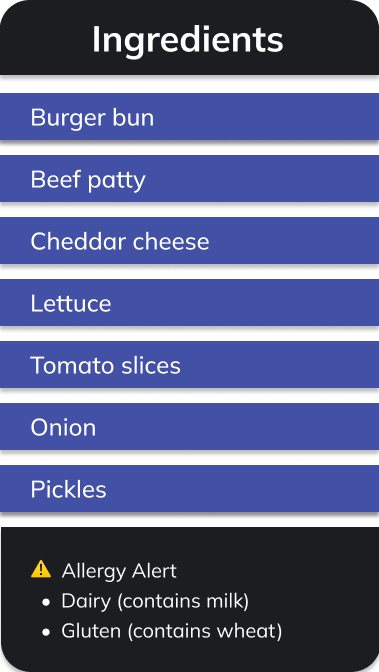 Ingredients
Burger bun
Beef patty
Cheddar cheese
Lettuce
Tomato slices
Onion
Pickles
⚠ Allergy Alert
• Dairy (contains milk)
• Gluten (contains wheat)